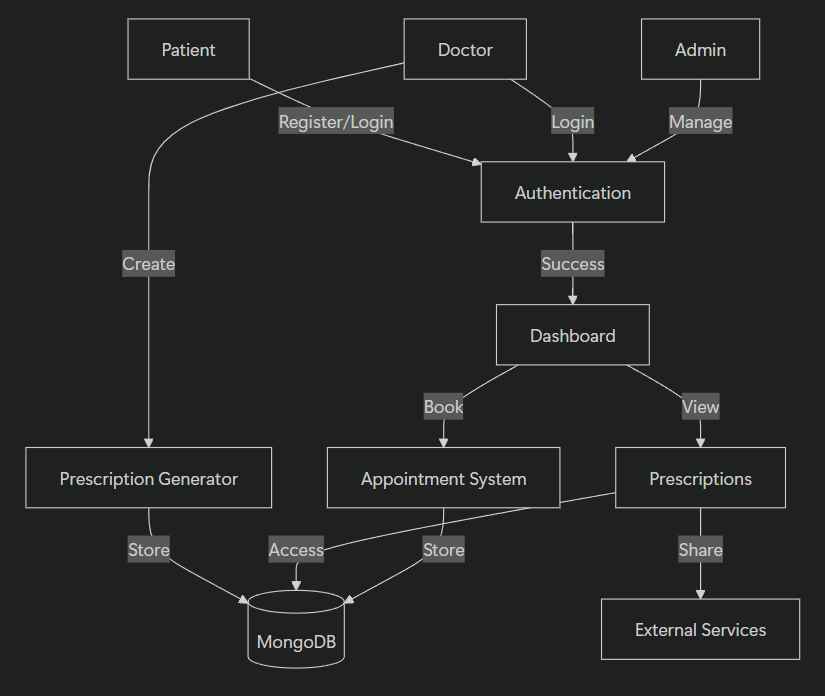 Patient
Doctor
Admin
Register/Login
Login
Manage
Authentication
Create
Success
Dashboard
Book
View
Prescription Generator
Appointment System
Prescriptions
Store
Access
Store
Share
MongoDB
External Services